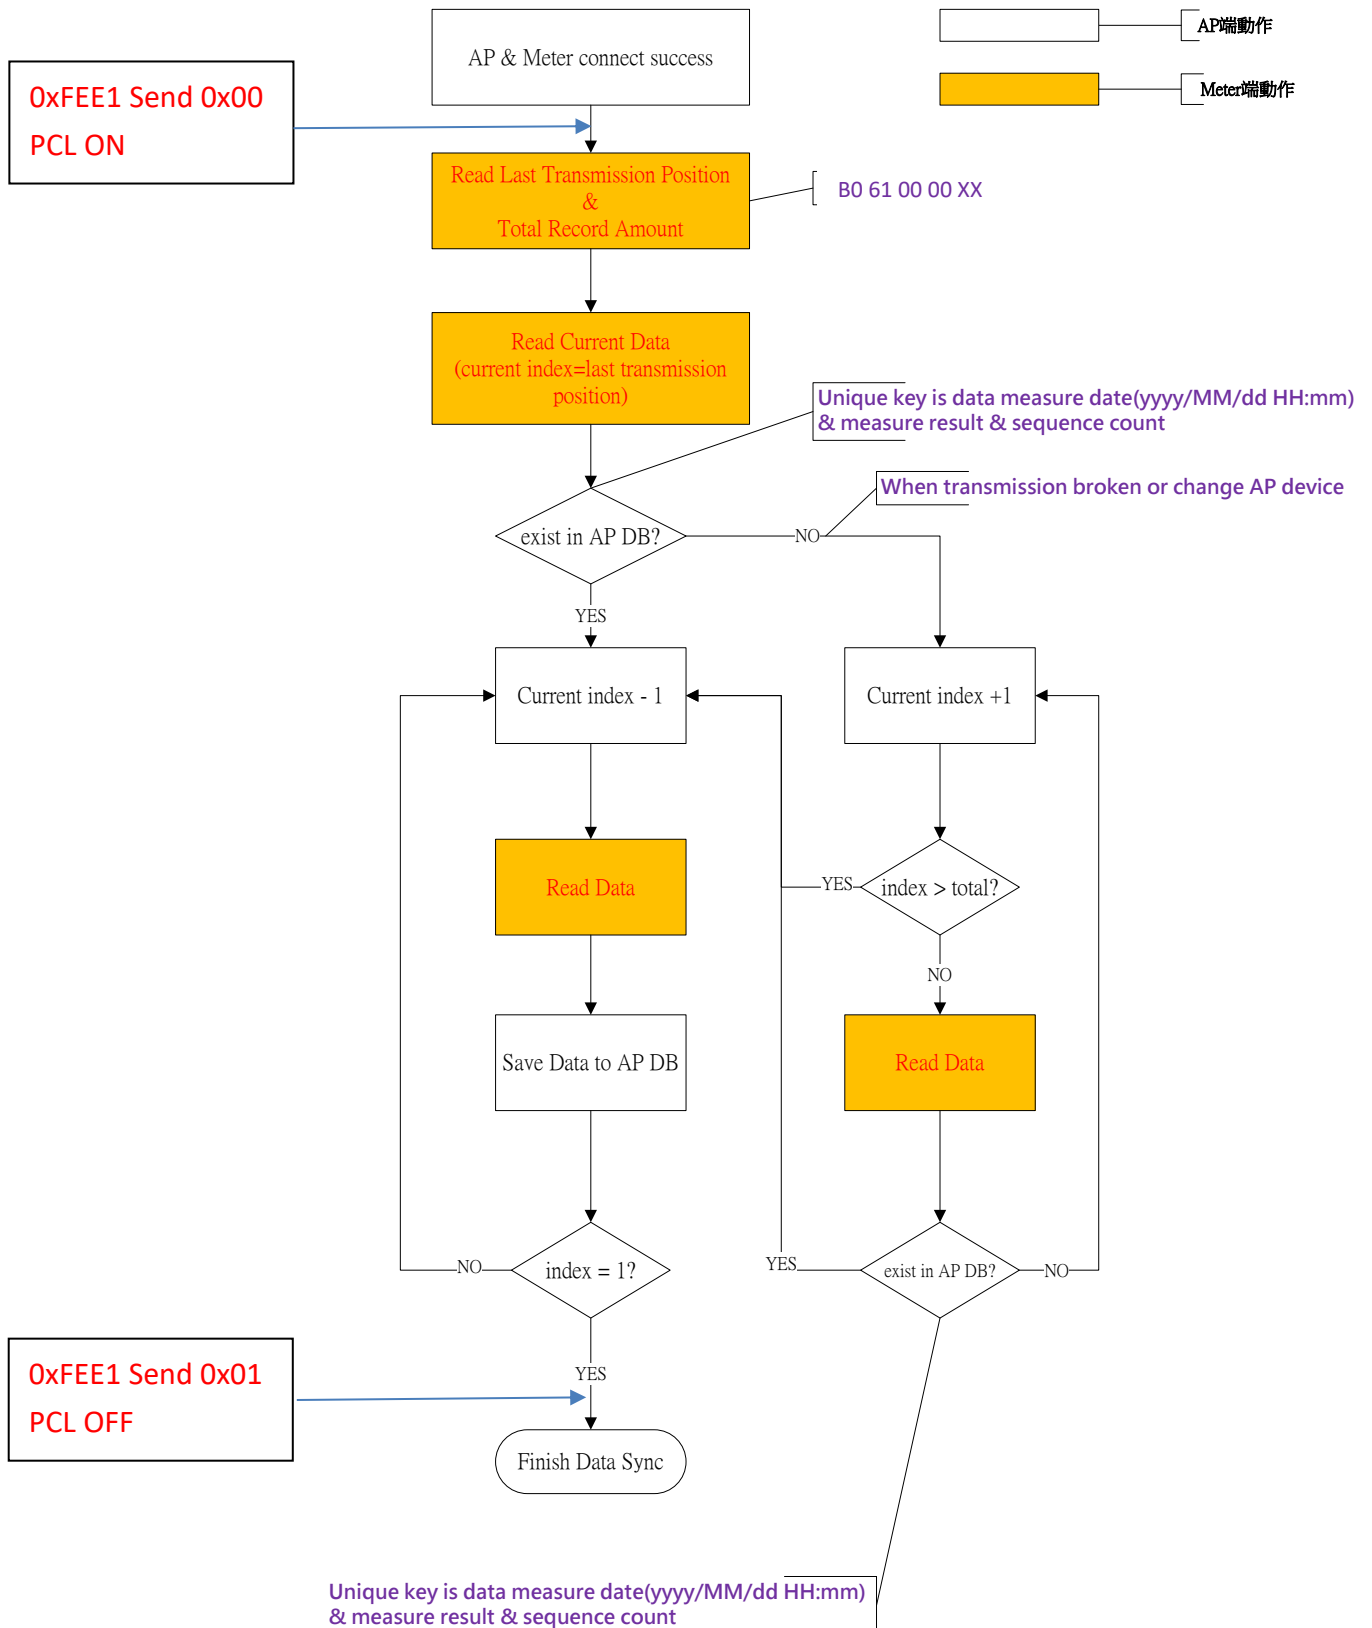 AP & Meter connect success
AP端動作
Meter端動作
0xFEE1 Send 0x00
PCL ON
Read Last Transmission Position
&
Total Record Amount
B0 61 00 00 XX
Read Current Data
(current index=last transmission
position)
Unique key is data measure date(yyyy/MM/dd HH:mm)
& measure result & sequence count
When transmission broken or change AP device
exist in AP DB?
NO
YES
Current index - 1
Current index +1
Read Data
YES
index > total?
NO
Save Data to AP DB
Read Data
NO
index = 1?
YES
exist in AP DB?
NO
0xFEE1 Send 0x01
PCL OFF
YES
Finish Data Sync
Unique key is data measure date(yyyy/MM/dd HH:mm)
& measure result & sequence count